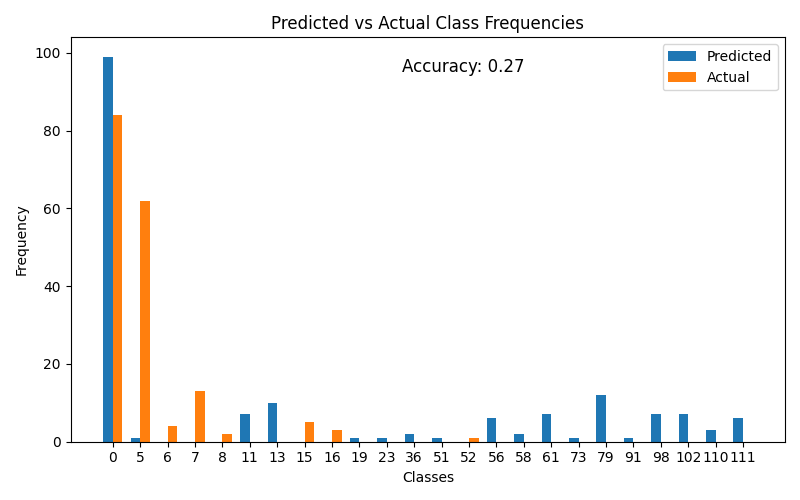 Predicted vs Actual Class Frequencies
Accuracy: 0.27
Predicted
Actual
Frequency
100
80
60
40
20
0
0 5 6 7 8 11 13 15 16 19 23 36 51 52 56 58 61 73 79 91 98 102 110 111
Classes